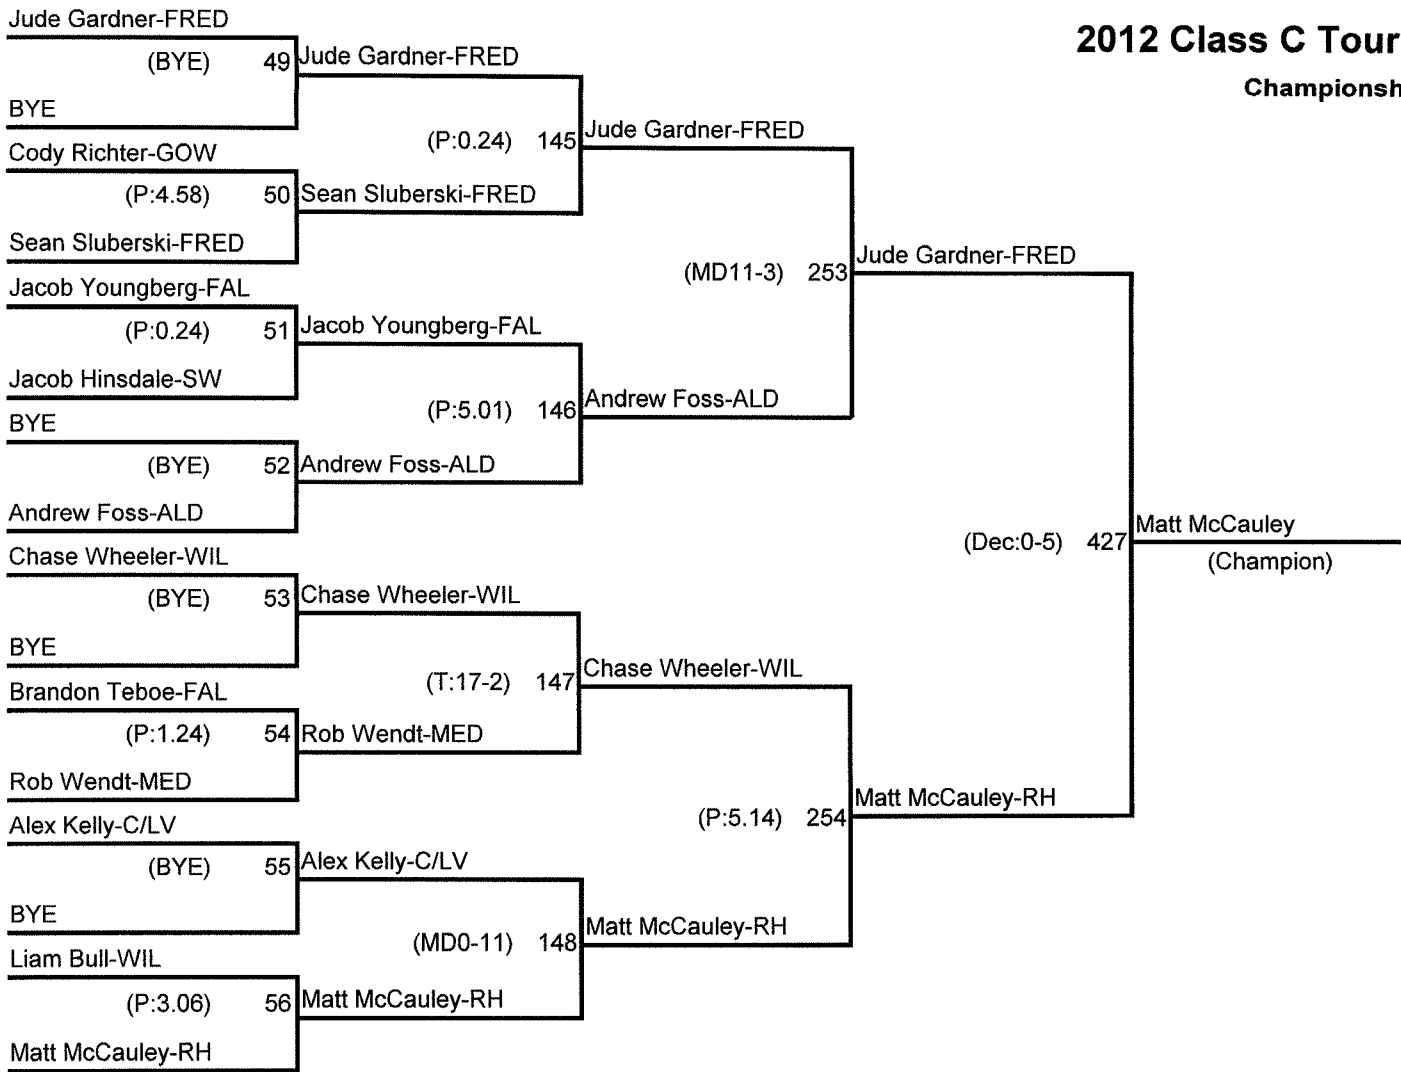 Jude Gardner-FRED
2012 Class C Tour
(BYE) 49 Jude Gardner-FRED
Championsh
BYE
(P:0.24) 145 Jude Gardner-FRED
Cody Richter-GOW
(P:4.58) 50 Sean Sluberski-FRED
Sean Sluberski-FRED
(MD11-3) 253 Jude Gardner-FRED
Jacob Youngberg-FAL
(P:0.24) 51 Jacob Youngberg-FAL
Jacob Hinsdale-SW
(P:5.01) 146 Andrew Foss-ALD
BYE
(BYE) 52 Andrew Foss-ALD
Andrew Foss-ALD
(Dec:0-5) 427 Matt McCauley
(Champion)
Chase Wheeler-WIL
(BYE) 53 Chase Wheeler-WIL
BYE
(T:17-2) 147 Chase Wheeler-WIL
Brandon Teboe-FAL
(P:1.24) 54 Rob Wendt-MED
Rob Wendt-MED
(P:5.14) 254 Matt McCauley-RH
Alex Kelly-C/LV
(BYE) 55 Alex Kelly-C/LV
BYE
(MD0-11) 148 Matt McCauley-RH
Liam Bull-WIL
(P:3.06) 56 Matt McCauley-RH
Matt McCauley-RH